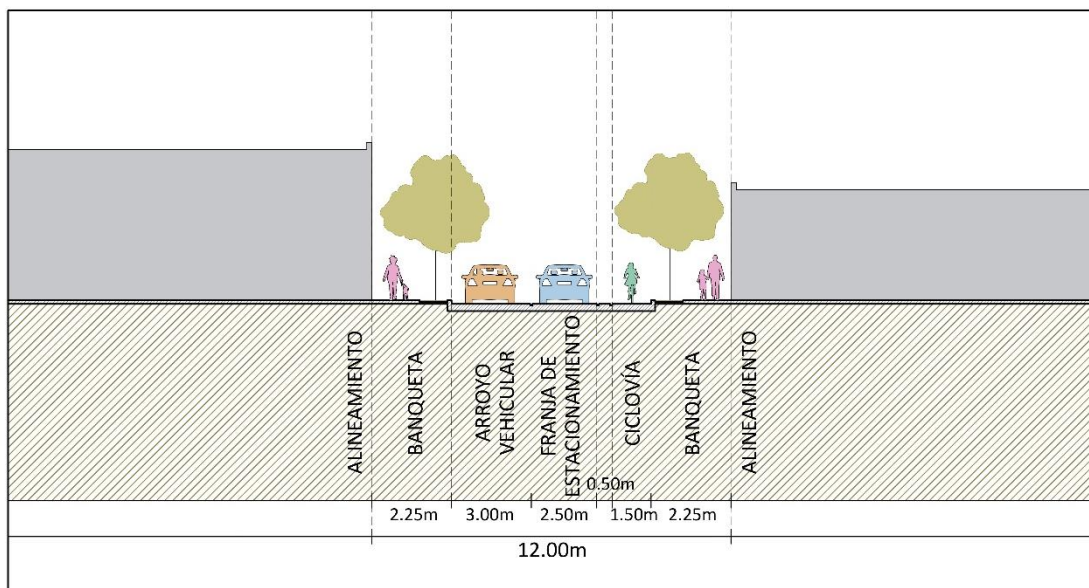 ALINEAMIENTO
BANQUETA
ARROYO
VEHICULAR
FRANJA DE
ESTACIONAMIENTO
CICLOVÍA
BANQUETA
ALINEAMIENTO
0.50m
2.25m 3.00m 2.50m 1.50m 2.25m
12.00m